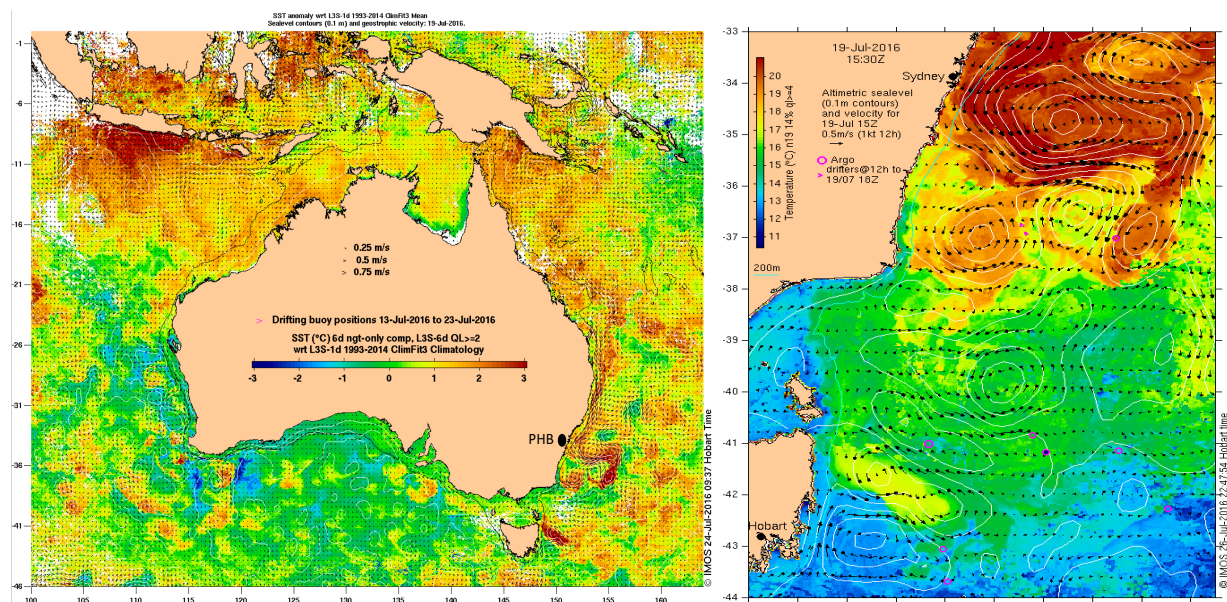 SST anomaly wrt L3S-1d 1993-2014 ClimFit3 Mean
Sealevel contours (0.1 m) and geostrophic velocity: 19-Jul-2016.
-1
-6
-11
-16
-21
-26
-31
-36
-41
-46
100
105
110
115
120
125
130
135
140
145
150
155
160
0.25 m/s
0.5 m/s
0.75 m/s
> Drifting buoy positions 13-Jul-2016 to 23-Jul-2016
SST (°C) 6d ngt-only comp, L3S-6d QL>=2
wrt L3S-1d 1993-2014 ClimFit3 Climatology
-3
-2
-1
0
1
2
3
PHB
© IMOS 24-Jul-2016 09:37 Hobart Time
-33
-34
-35
-36
-37
-38
-39
-40
-41
-42
-43
-44
19-Jul-2016
15:30Z
Sydney
20
19
18
17
16
15
14
13
12
11
Temperature (°C) n19 14% ql>=4
Altimetric sealevel
(0.1m contours)
and velocity for
19-Jul 15Z
0.5m/s (1kt 12h)
Argo
drifters@12h to
19/07 18Z
200m
Hobart
© IMOS 26-Jul-2016 22:47:54 Hobart time